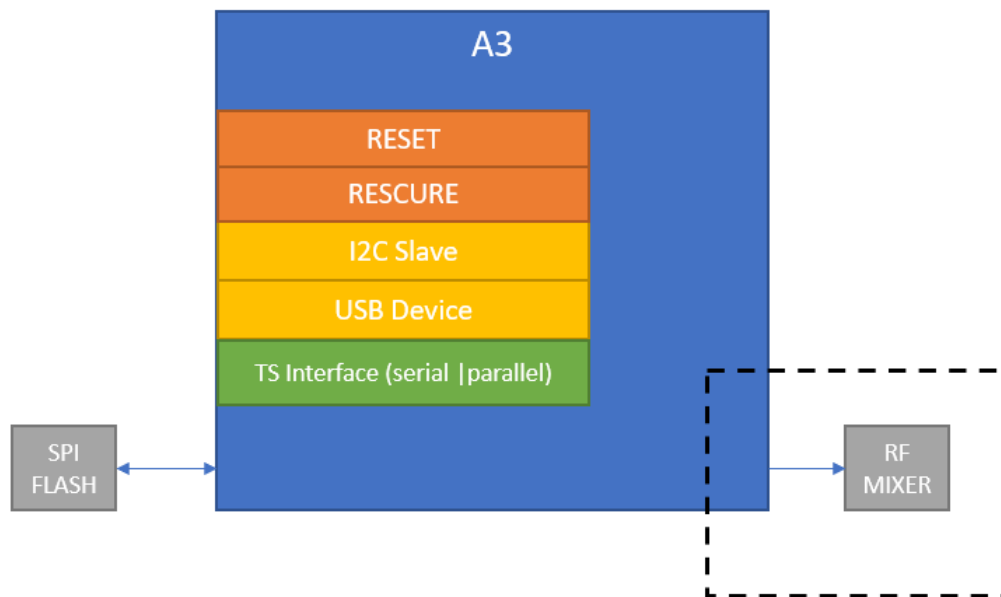 A3
RESET
RESCURE
I2C Slave
USB Device
TS Interface (serial |parallel)
SPI
FLASH
RF
MIXER